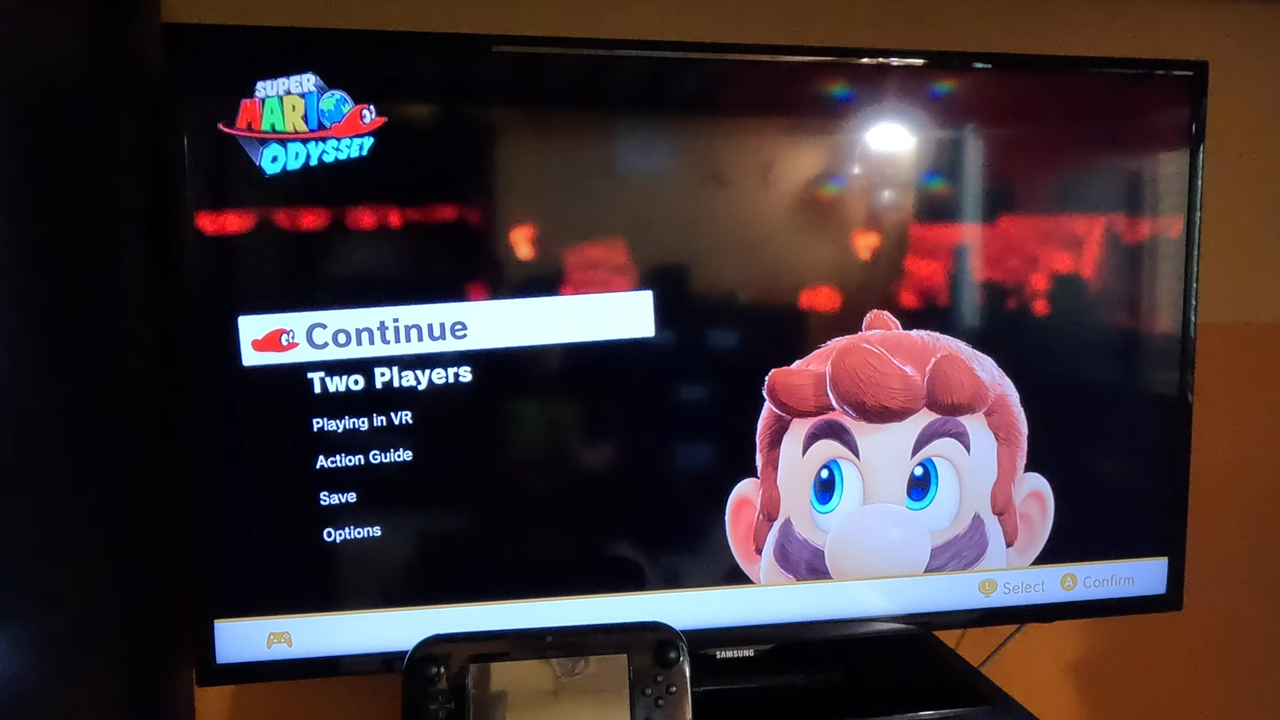 SUPER
MARIO
ODYSSEY
Continue
Two Players
Playing in VR
Action Guide
Save
Options
L Select A Confirm
SAMSUNG